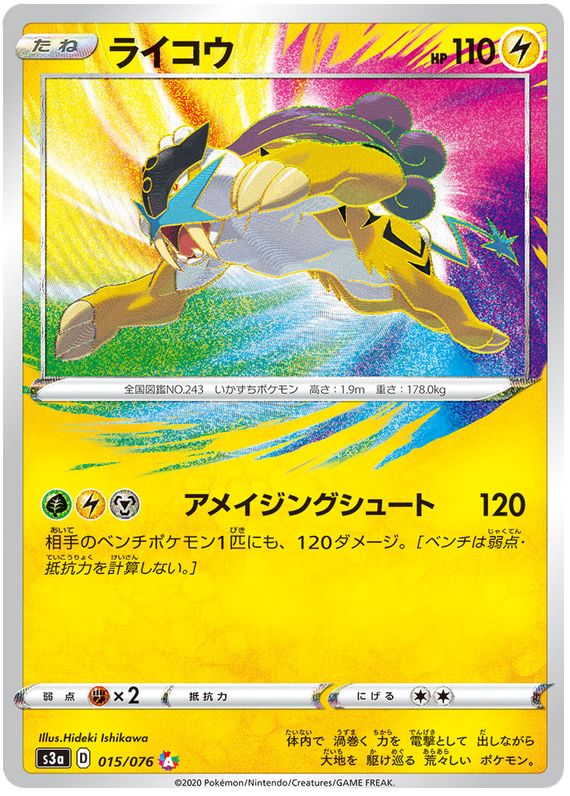 たね ライコウ HP 110
全国図鑑NO.243 いかずちポケモン 高さ:1.9m 重さ:178.0kg
アメイジングシュート 120
相手のベンチポケモン1匹にも、120ダメージ。[ベンチは弱点・
抵抗力を計算しない。]
弱点 ×2 抵抗力 にげる
Illus.Hideki Ishikawa
体内で 渦巻く 力を 電撃として 出しながら
大地を 駆け巡る 荒々しい ポケモン。
s3a D 015/076 A
©2020 Pokémon/Nintendo/Creatures/GAME FREAK.